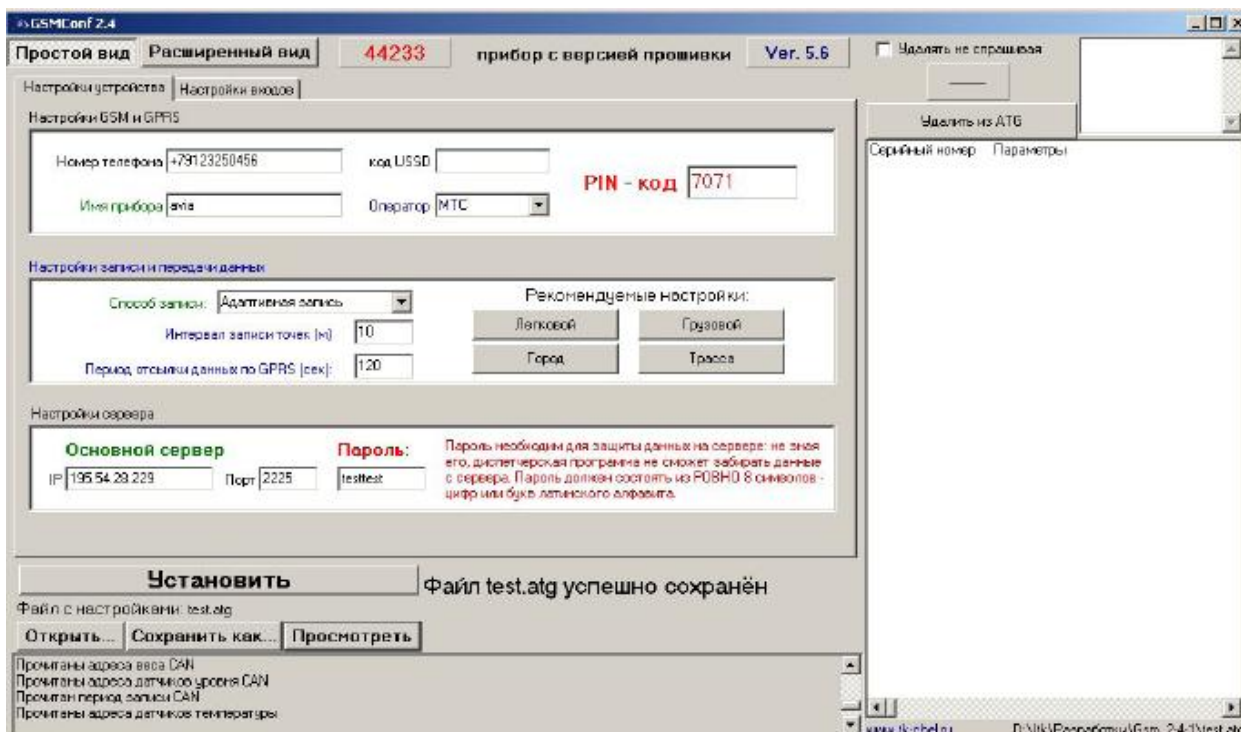 GSMConf 2.4
Простой вид Расширенный вид 44233 прибор с версией прошивки Ver. 5.6
Удалять не спрашивая
Настройки устройства Настройки входов
Удалить из ATG
Серийный номер Параметры
Настройки GSM и GPRS
Номер телефона +79123250456 код USSD
PIN - код 7071
Имя прибора avia Оператор МТС
Настройки записи и передачи данных
Способ записи: Адаптивная запись
Рекомендуемые настройки:
Интервал записи точек (м) 10
Легковой Грузовой
Период отсылки данных по GPRS (сек): 120
Город Трасса
Настройки сервера
Основной сервер Пароль:
IP 195.54.28.229 Порт 2225 testtest
Пароль необходим для защиты данных на сервере: не зная
его, диспетчерская программа не сможет забирать данные
с сервера. Пароль должен состоять из РОВНО 8 символов -
цифр или букв латинского алфавита.
Установить
Файл test.atg успешно сохранён
Файл с настройками: test.atg
Открыть... Сохранить как... Просмотреть
Прочитаны адреса веса CAN
Прочитаны адреса датчиков уровня CAN
Прочитан период записи CAN
Прочитаны адреса датчиков температуры